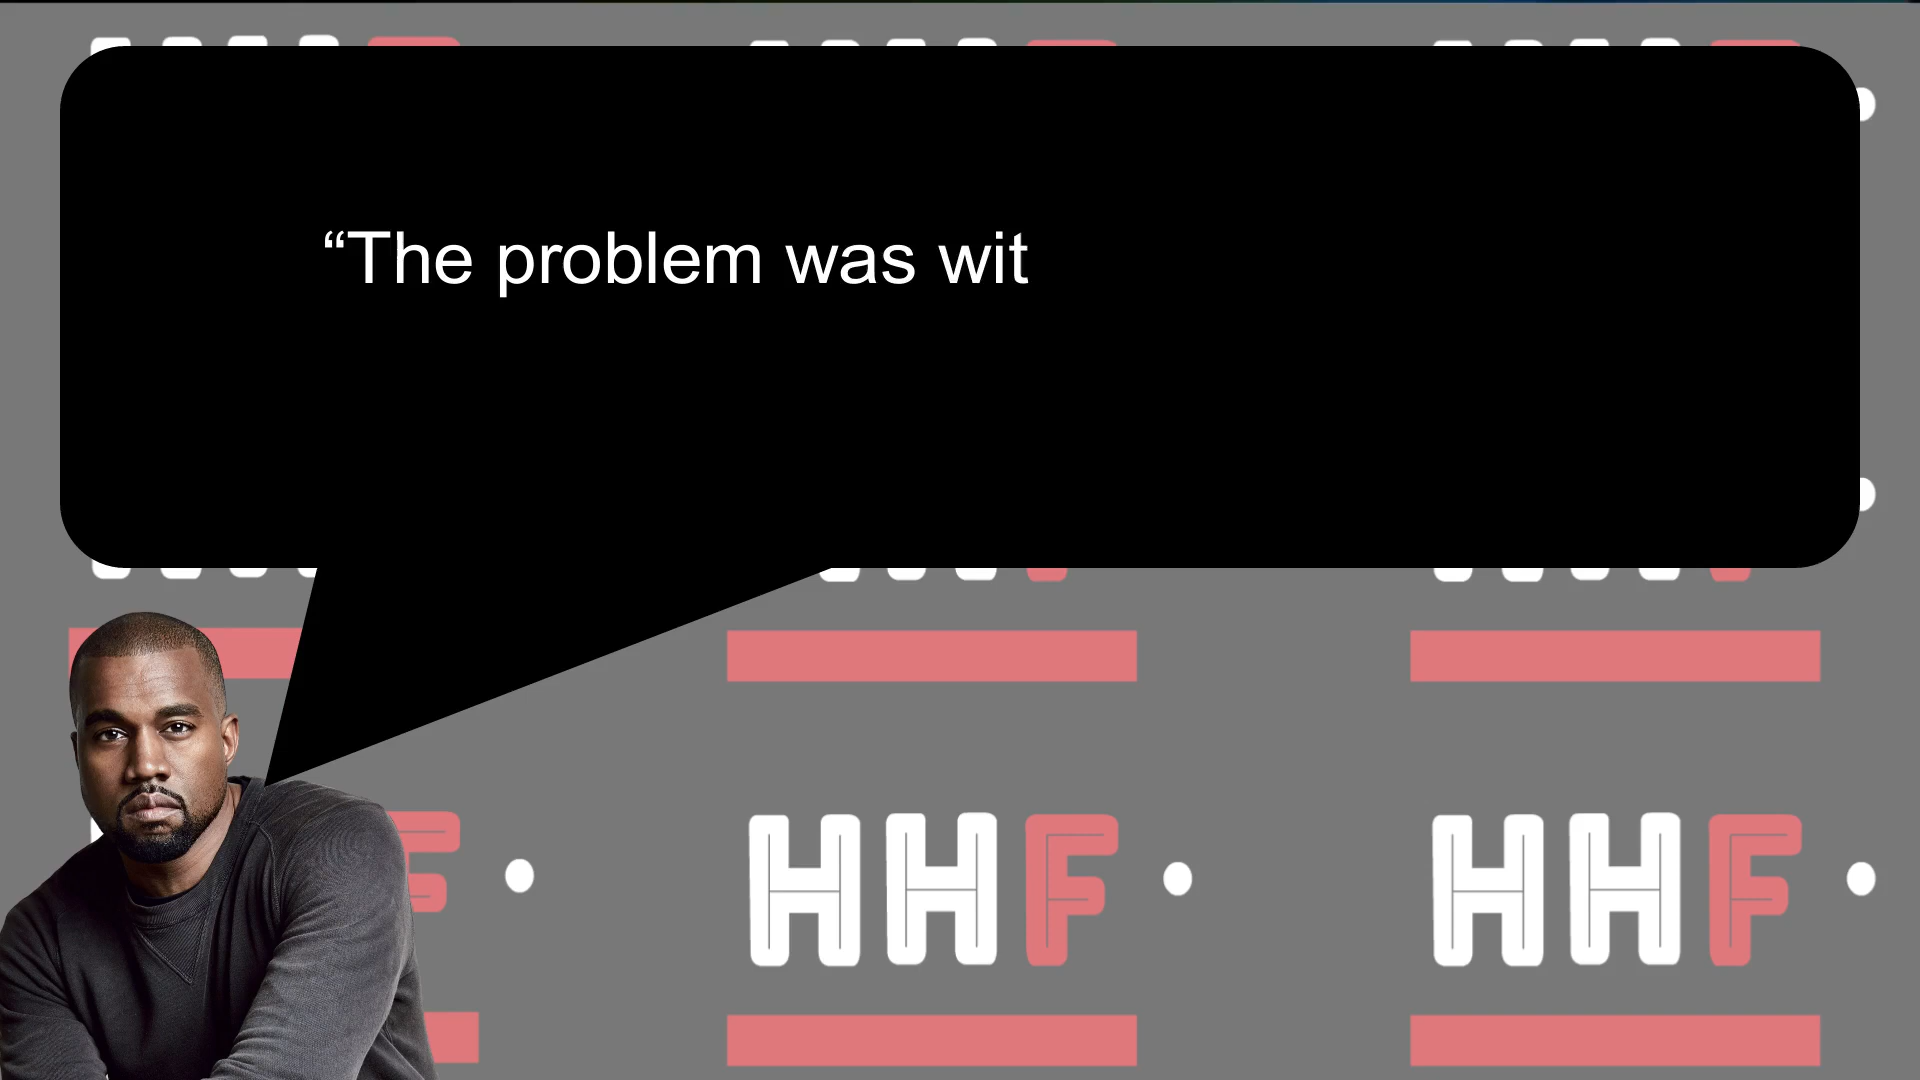 “The problem was wit
F
HHF
HHF